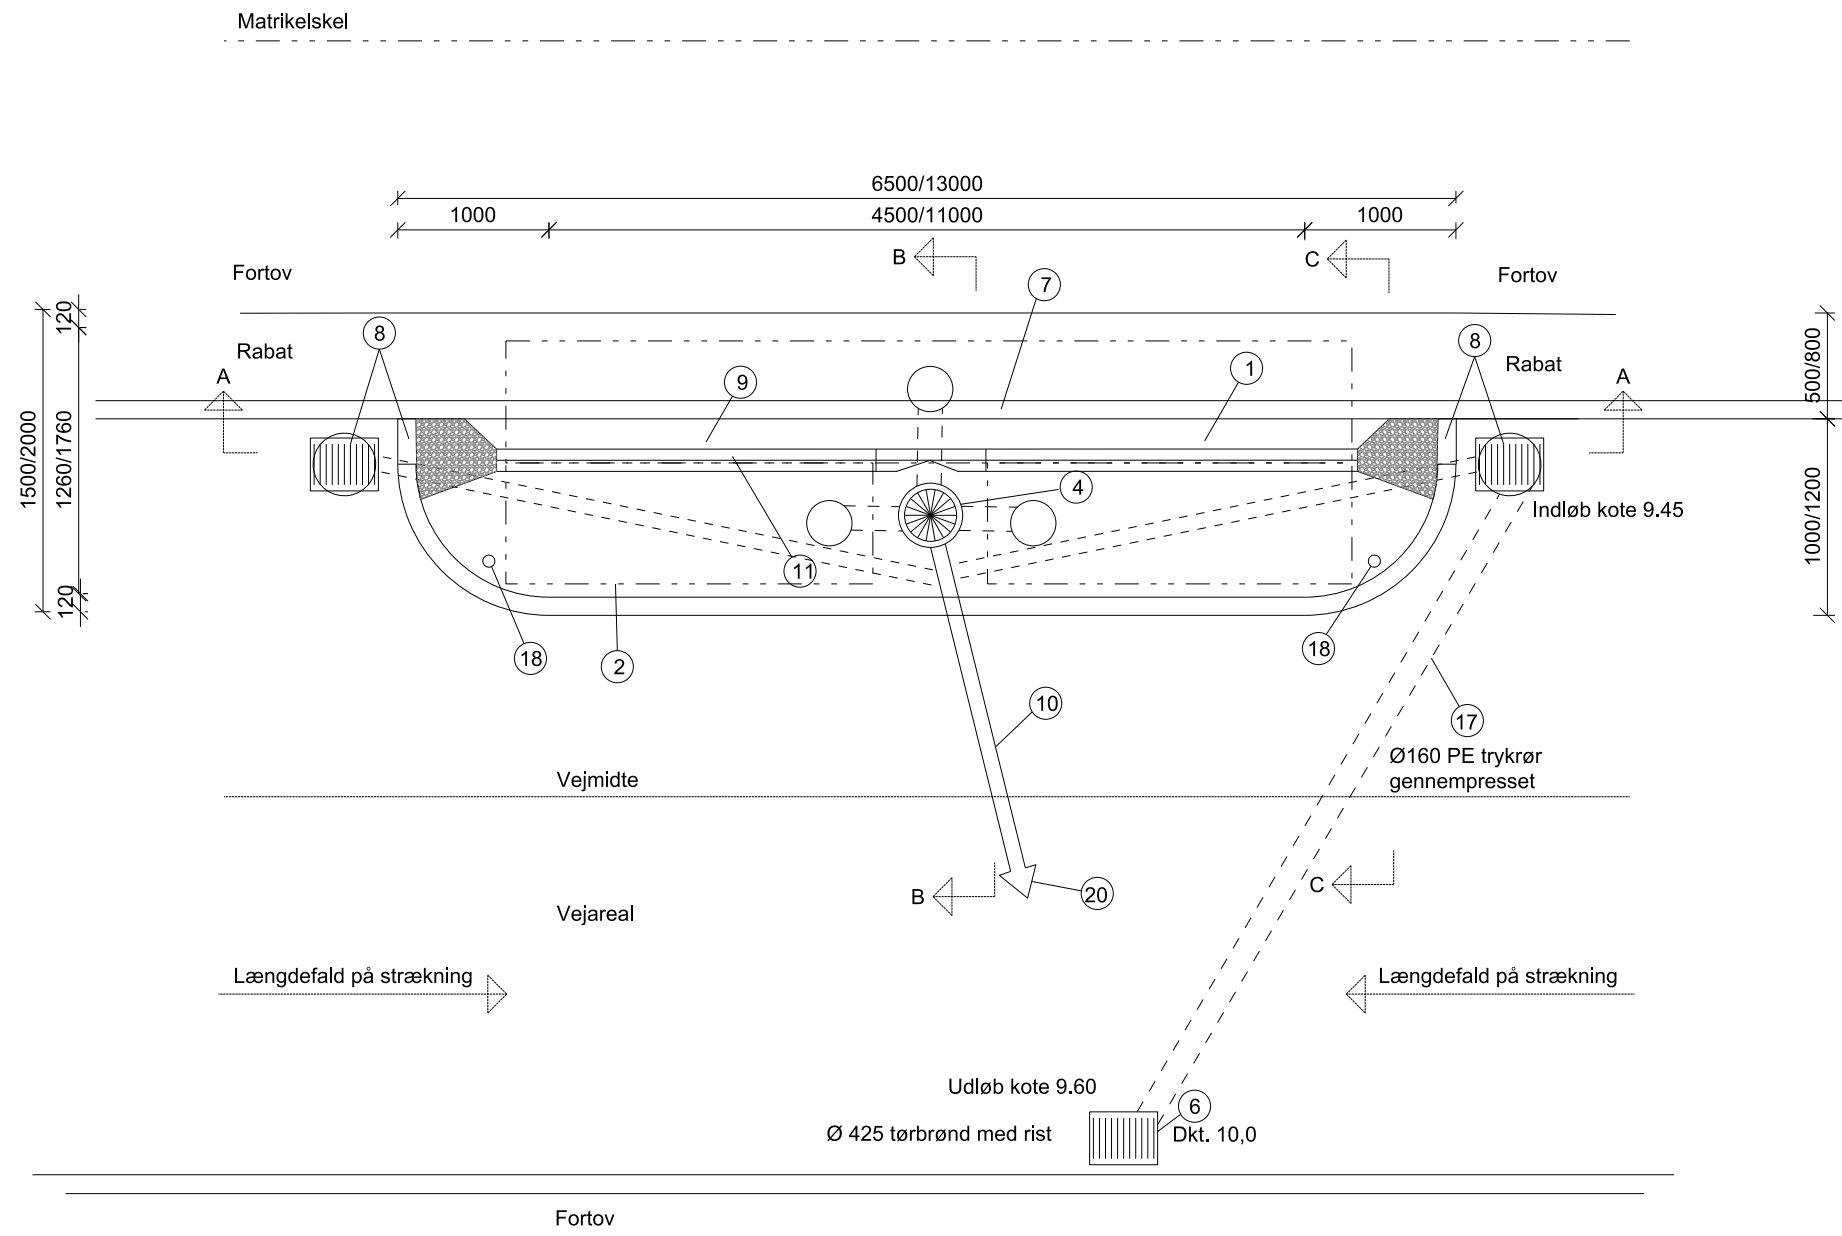 Matrikelskel
6500/13000
1000
4500/11000
1000
B
C
Fortov
Fortov
7
120
8
8
Rabat
Rabat
500/800
A
A
9
1
1500/2000
1260/1760
4
Indløb kote 9.45
1000/1200
11
120
18
18
2
10
17
Ø160 PE trykrør
gennempresset
Vejmidte
B
20
C
Vejareal
Længdefald på strækning
Længdefald på strækning
Udløb kote 9.60
6
Ø 425 tørbrønd med rist
Dkt. 10,0
Fortov